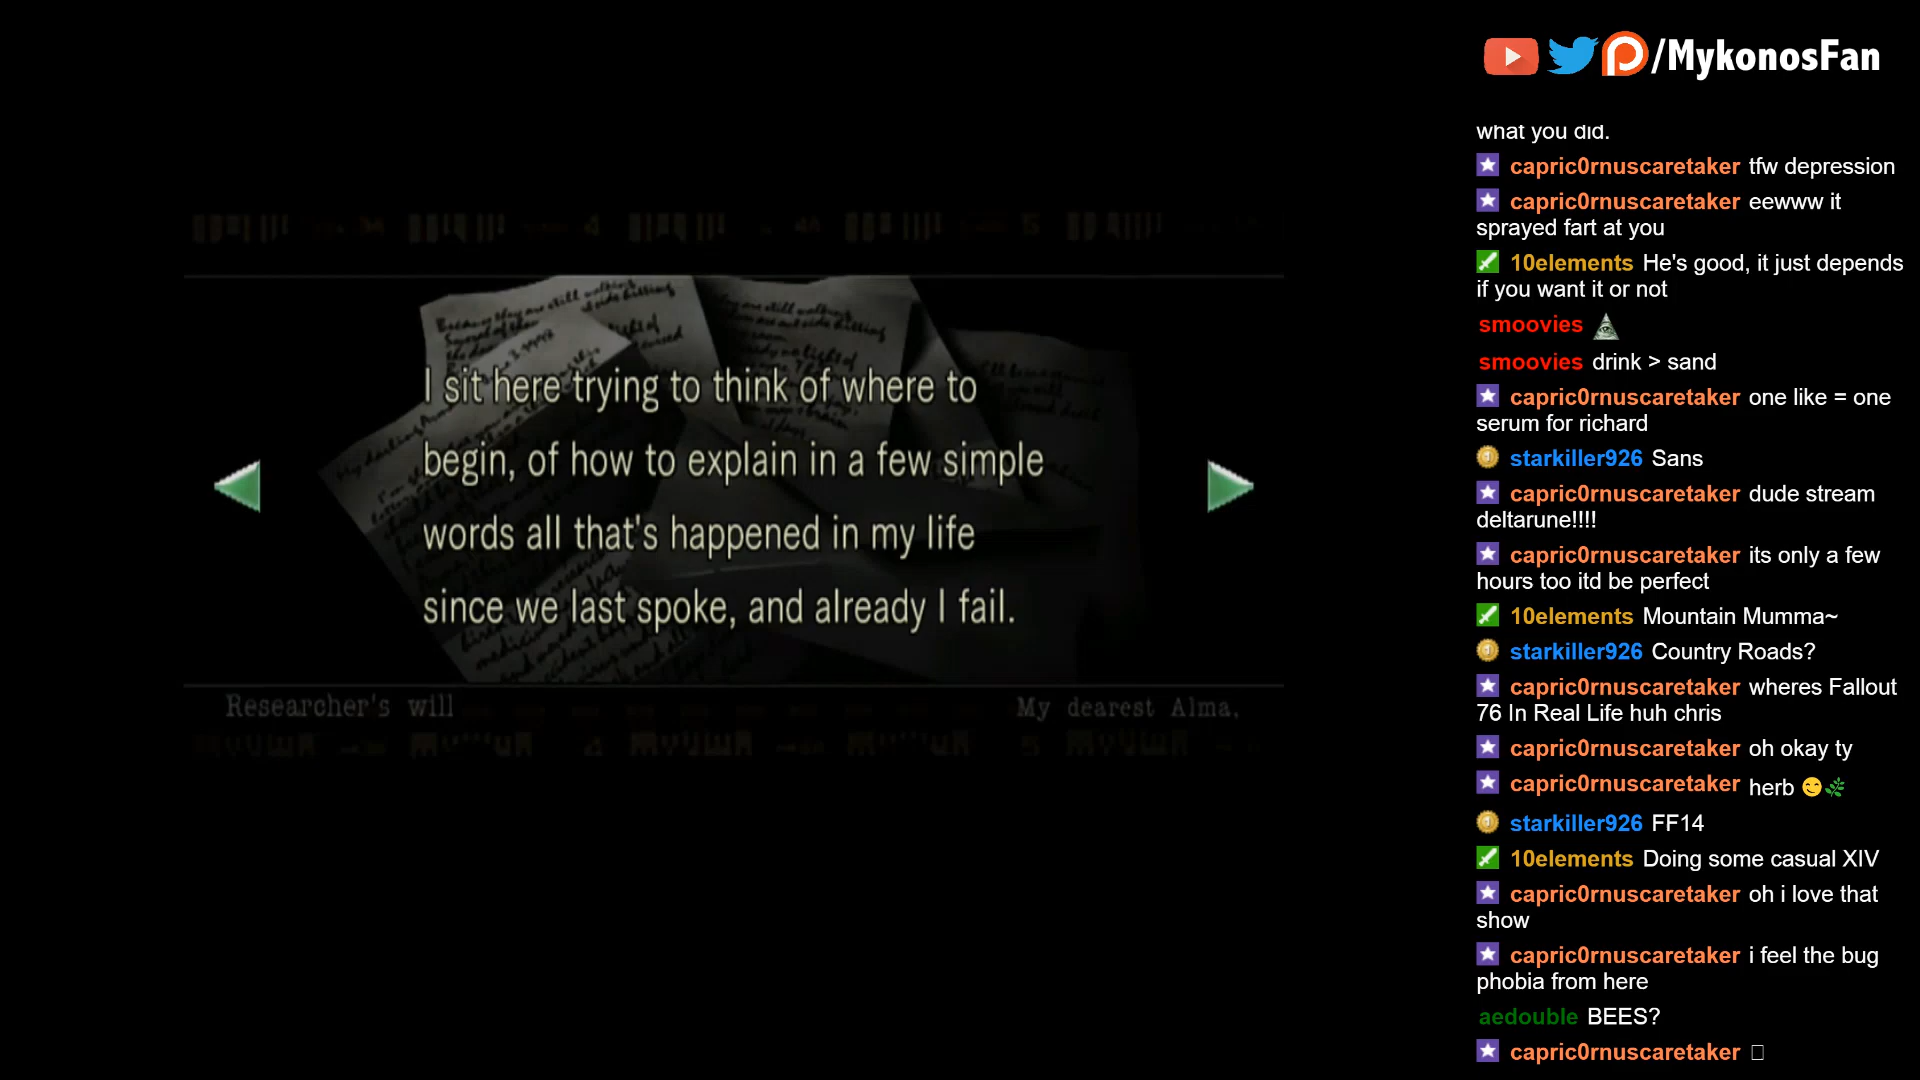 /MykonosFan
what you did.
capric0rnuscaretaker tfw depression
capric0rnuscaretaker eewww it
sprayed fart at you
10elements He's good, it just depends
if you want it or not
smoovies
smoovies drink > sand
capric0rnuscaretaker one like = one
serum for richard
starkiller926 Sans
capric0rnuscaretaker dude stream
deltarune!!!!
capric0rnuscaretaker its only a few
hours too itd be perfect
10elements Mountain Mumma~
starkiller926 Country Roads?
capric0rnuscaretaker wheres Fallout
76 In Real Life huh chris
capric0rnuscaretaker oh okay ty
capric0rnuscaretaker herb 😊🌿
starkiller926 FF14
10elements Doing some casual XIV
capric0rnuscaretaker oh i love that
show
capric0rnuscaretaker i feel the bug
phobia from here
aedouble BEES?
capric0rnuscaretaker
I sit here trying to think of where to
begin, of how to explain in a few simple
words all that's happened in my life
since we last spoke, and already I fail.
Researcher's will
My dearest Alma,